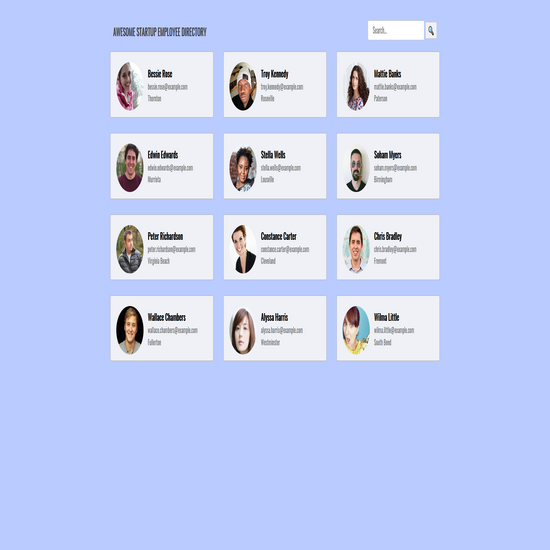 AWESOME STARTUP EMPLOYEE DIRECTORY
Search...
Bessie Rose
bessie.rose@example.com
Thornton
Troy Kennedy
troy.kennedy@example.com
Roseville
Mattie Banks
mattie.banks@example.com
Paterson
Edwin Edwards
edwin.edwards@example.com
Murrieta
Stella Wells
stella.wells@example.com
Louisville
Soham Myers
soham.myers@example.com
Birmingham
Peter Richardson
peter.richardson@example.com
Virginia Beach
Constance Carter
constance.carter@example.com
Cleveland
Chris Bradley
chris.bradley@example.com
Fremont
Wallace Chambers
wallace.chambers@example.com
Fullerton
Alyssa Harris
alyssa.harris@example.com
Westminster
Wilma Little
wilma.little@example.com
South Bend